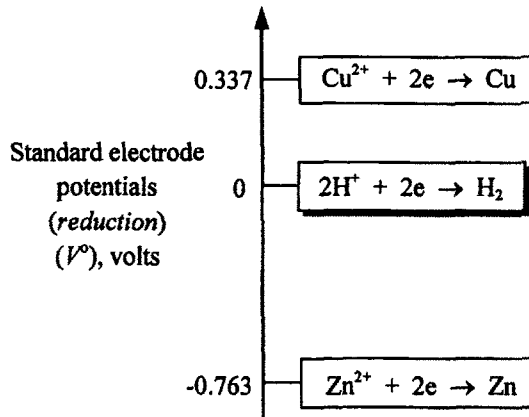 0.337
Cu²⁺ + 2e → Cu
Standard electrode
potentials
(reduction)
(V°), volts
0
2H⁺ + 2e → H₂
-0.763
Zn²⁺ + 2e → Zn